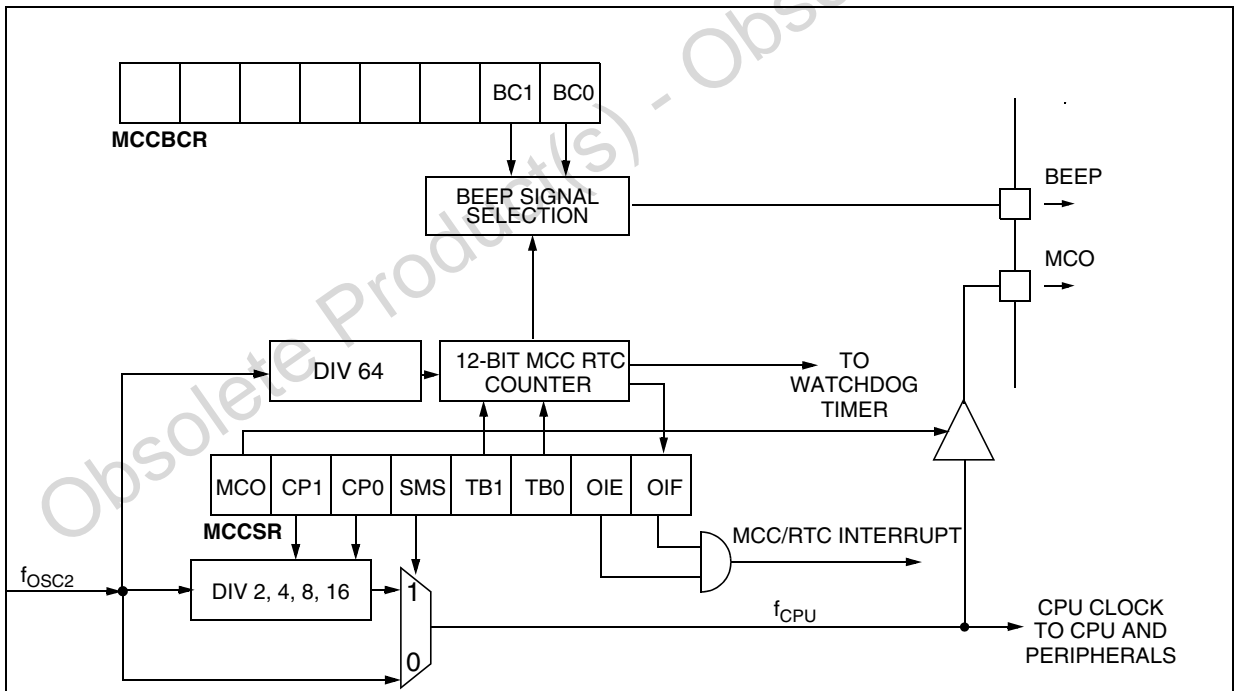 Obsolete Product(s) - Obs
BC1 BC0
MCCBCR
BEEP SIGNAL
SELECTION
BEEP
MCO
DIV 64
12-BIT MCC RTC
COUNTER
TO
WATCHDOG
TIMER
MCO CP1 CP0 SMS TB1 TB0 OIE OIF
MCCSR
MCC/RTC INTERRUPT
fOSC2
DIV 2, 4, 8, 16
1
0
fCPU
CPU CLOCK
TO CPU AND
PERIPHERALS